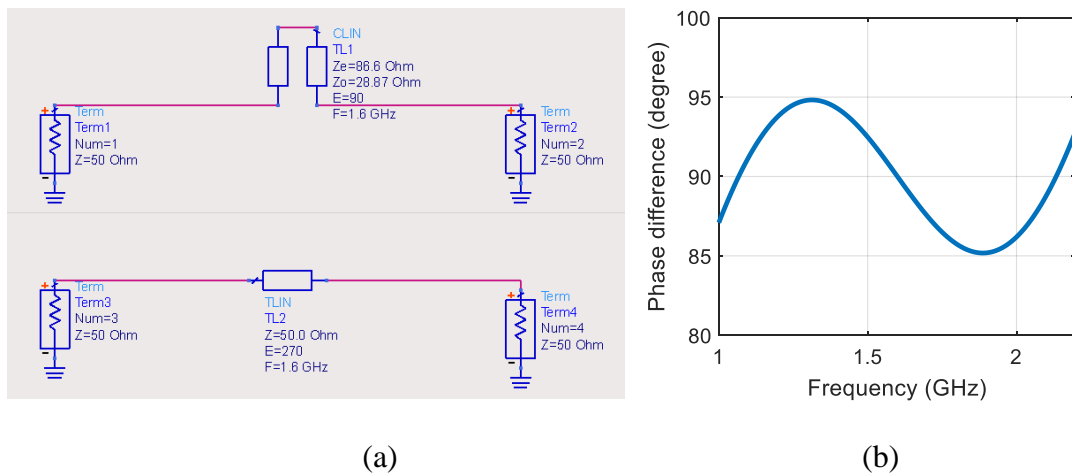 CLIN
TL1
Ze=86.6 Ohm
Zo=28.87 Ohm
E=90
F=1.6 GHz
+ Term
Term1
Num=1
Z=50 Ohm
-
+ Term
Term2
Num=2
Z=50 Ohm
-
+ Term
Term3
Num=3
Z=50 Ohm
-
TLIN
TL2
Z=50.0 Ohm
E=270
F=1.6 GHz
+ Term
Term4
Num=4
Z=50 Ohm
-
(a)
100
95
90
85
80
Phase difference (degree)
1 1.5 2
Frequency (GHz)
(b)